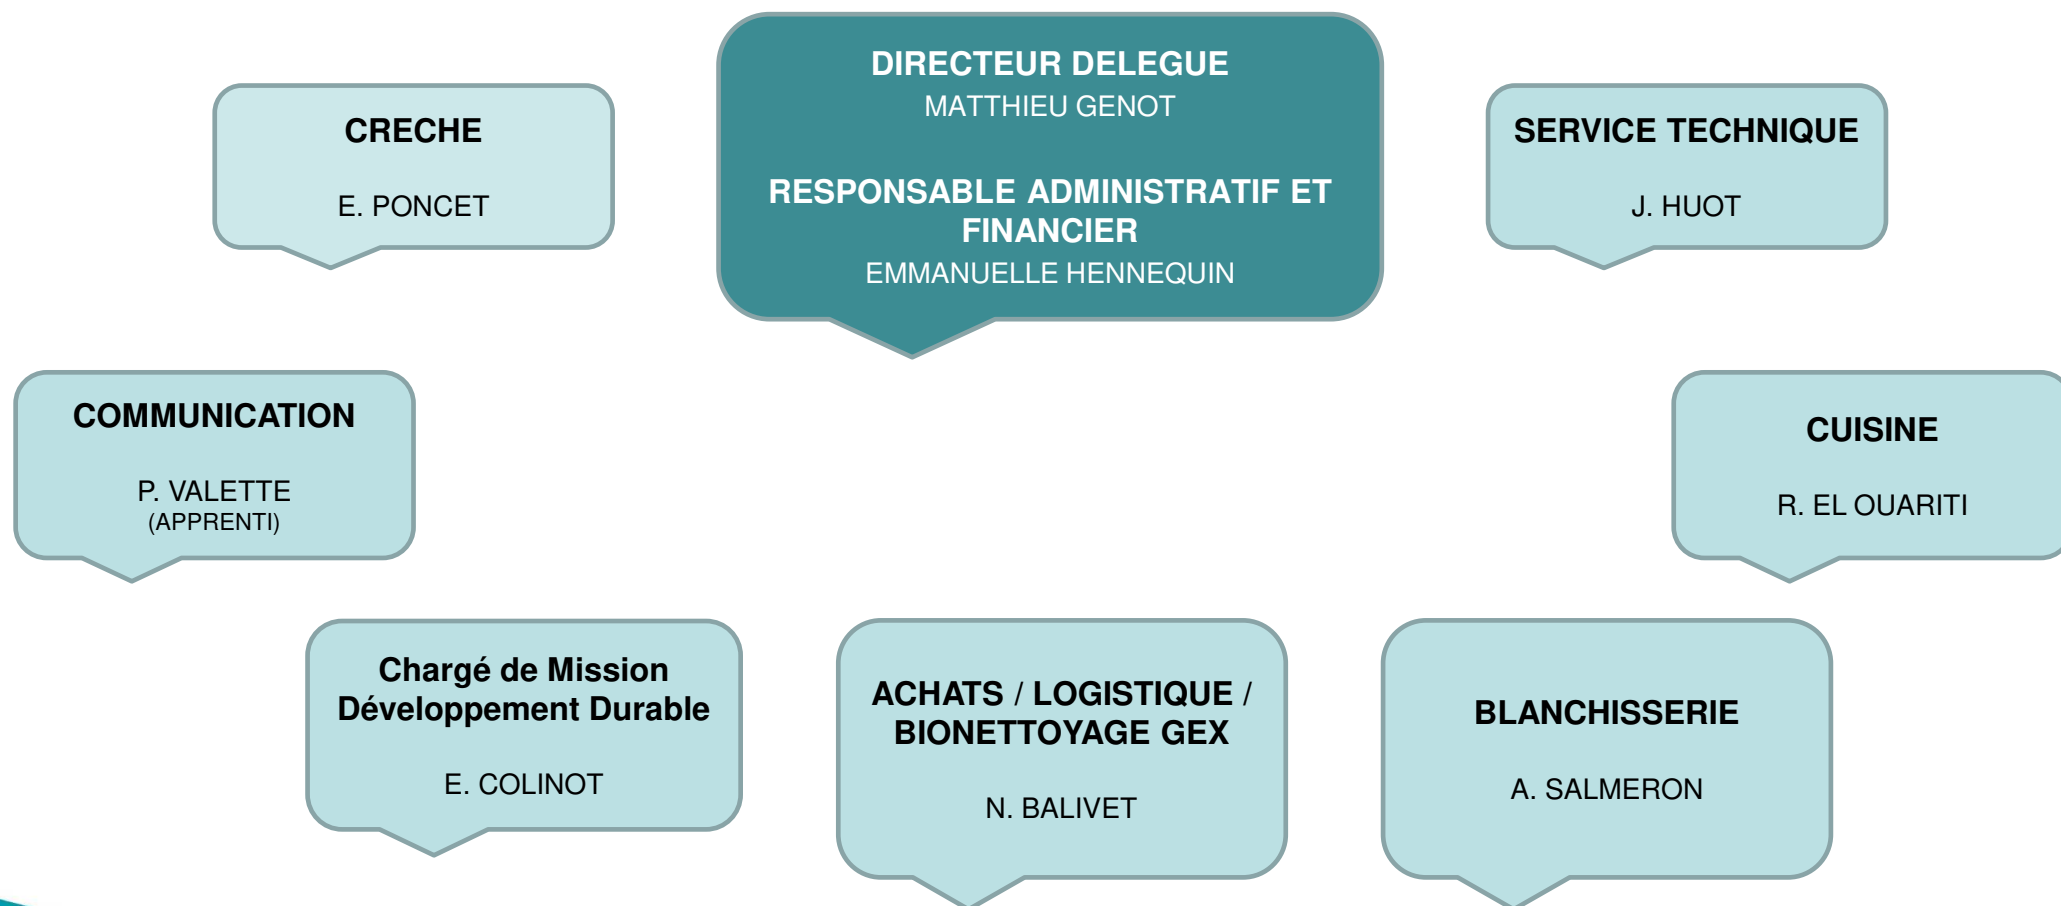 DIRECTEUR DELEGUE
MATTHIEU GENOT
RESPONSABLE ADMINISTRATIF ET
FINANCIER
EMMANUELLE HENNEQUIN
CRECHE
E. PONCET
SERVICE TECHNIQUE
J. HUOT
COMMUNICATION
P. VALETTE
(APPRENTI)
CUISINE
R. EL OUARITI
Chargé de Mission
Développement Durable
E. COLINOT
ACHATS / LOGISTIQUE /
BIONETTOYAGE GEX
N. BALIVET
BLANCHISSERIE
A. SALMERON